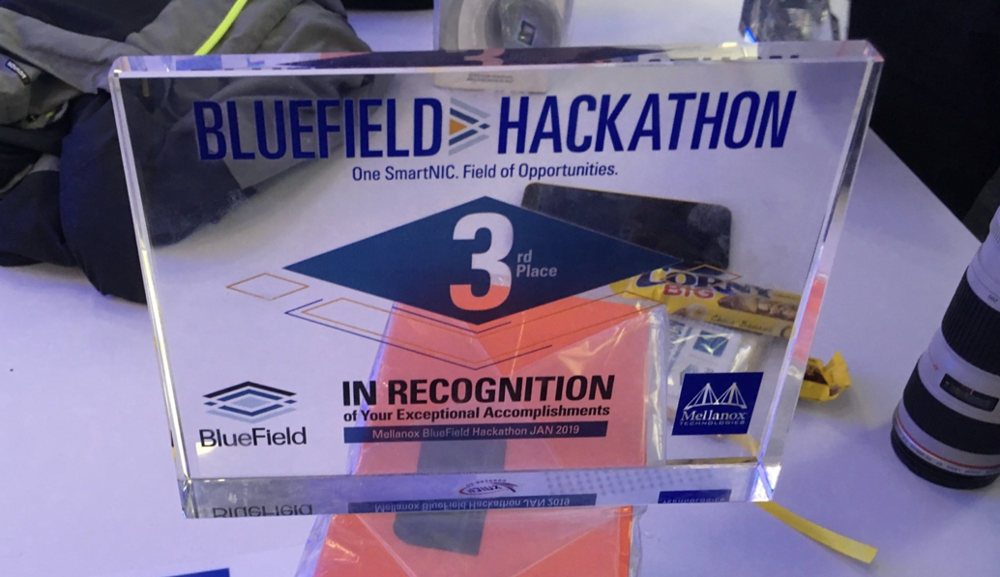 BLUEFIELD HACKATHON
One SmartNIC. Field of Opportunities.
3rd
Place
CORNY
BIG
IN RECOGNITION
of Your Exceptional Accomplishments
Mellanox BlueField Hackathon JAN 2019
BlueField
Mellanox
TECHNOLOGIES